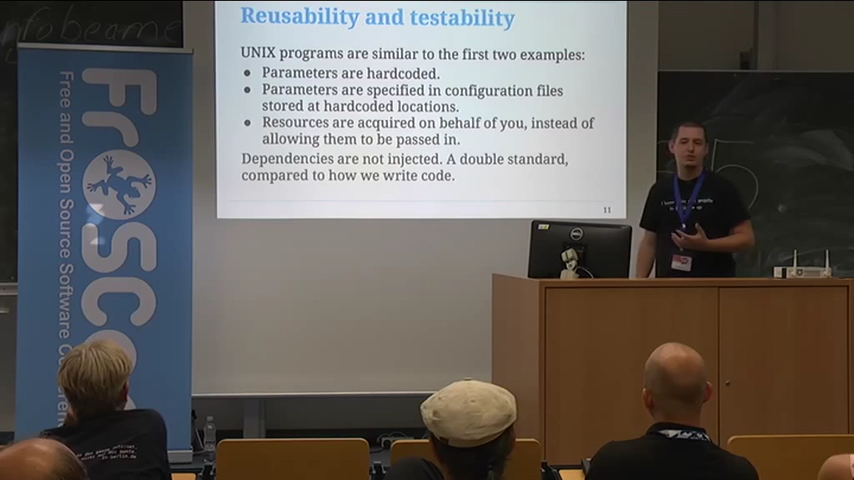 nfobeame
Reusability and testability
UNIX programs are similar to the first two examples:
● Parameters are hardcoded.
● Parameters are specified in configuration files
stored at hardcoded locations.
● Resources are acquired on behalf of you, instead of
allowing them to be passed in.
Dependencies are not injected. A double standard,
compared to how we write code.
11
FrOSCo
Free and Open Source Software Co
DELL